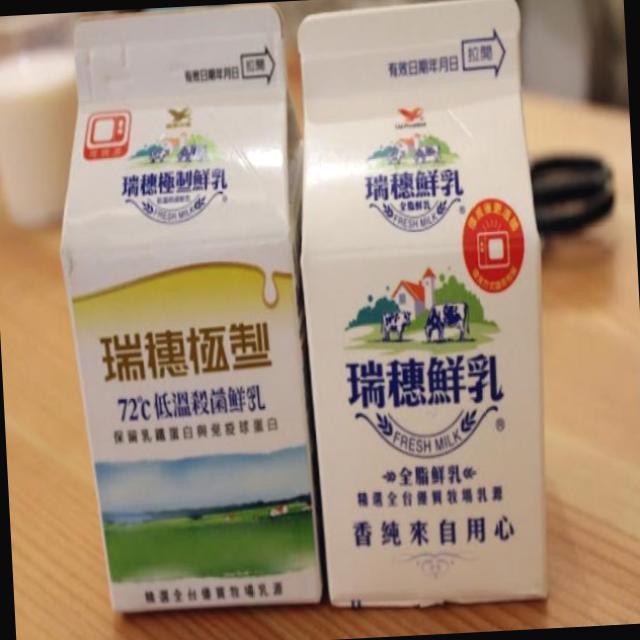 有效日期年月日
拉開
瑞穗極制鮮乳
FRESH MILK
瑞穗極制
72℃低溫殺菌鮮乳
保留乳鐵蛋白與免疫球蛋白
精選全台優質牧場乳源
有效日期年月日
拉開
瑞穗鮮乳
全脂鮮乳
FRESH MILK
瑞穗鮮乳
FRESH MILK
全脂鮮乳
精選全台優質牧場乳源
香純來自用心